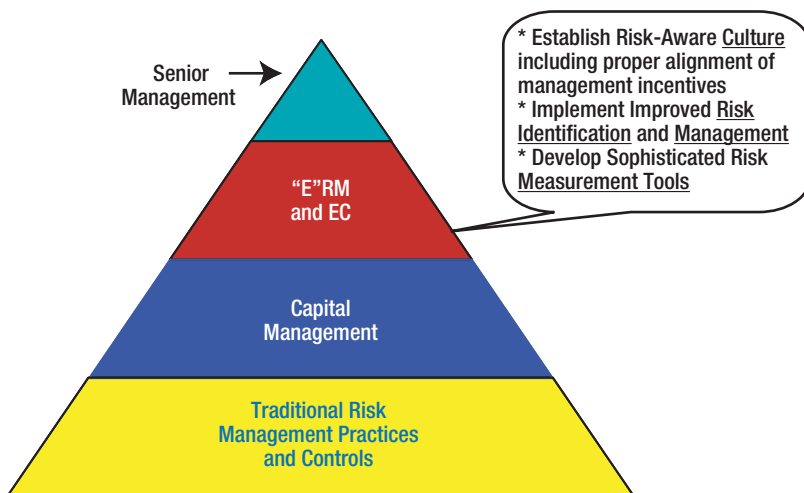 Senior
Management
* Establish Risk-Aware Culture
including proper alignment of
management incentives
* Implement Improved Risk
Identification and Management
* Develop Sophisticated Risk
Measurement Tools
“E”RM
and EC
Capital
Management
Traditional Risk
Management Practices
and Controls